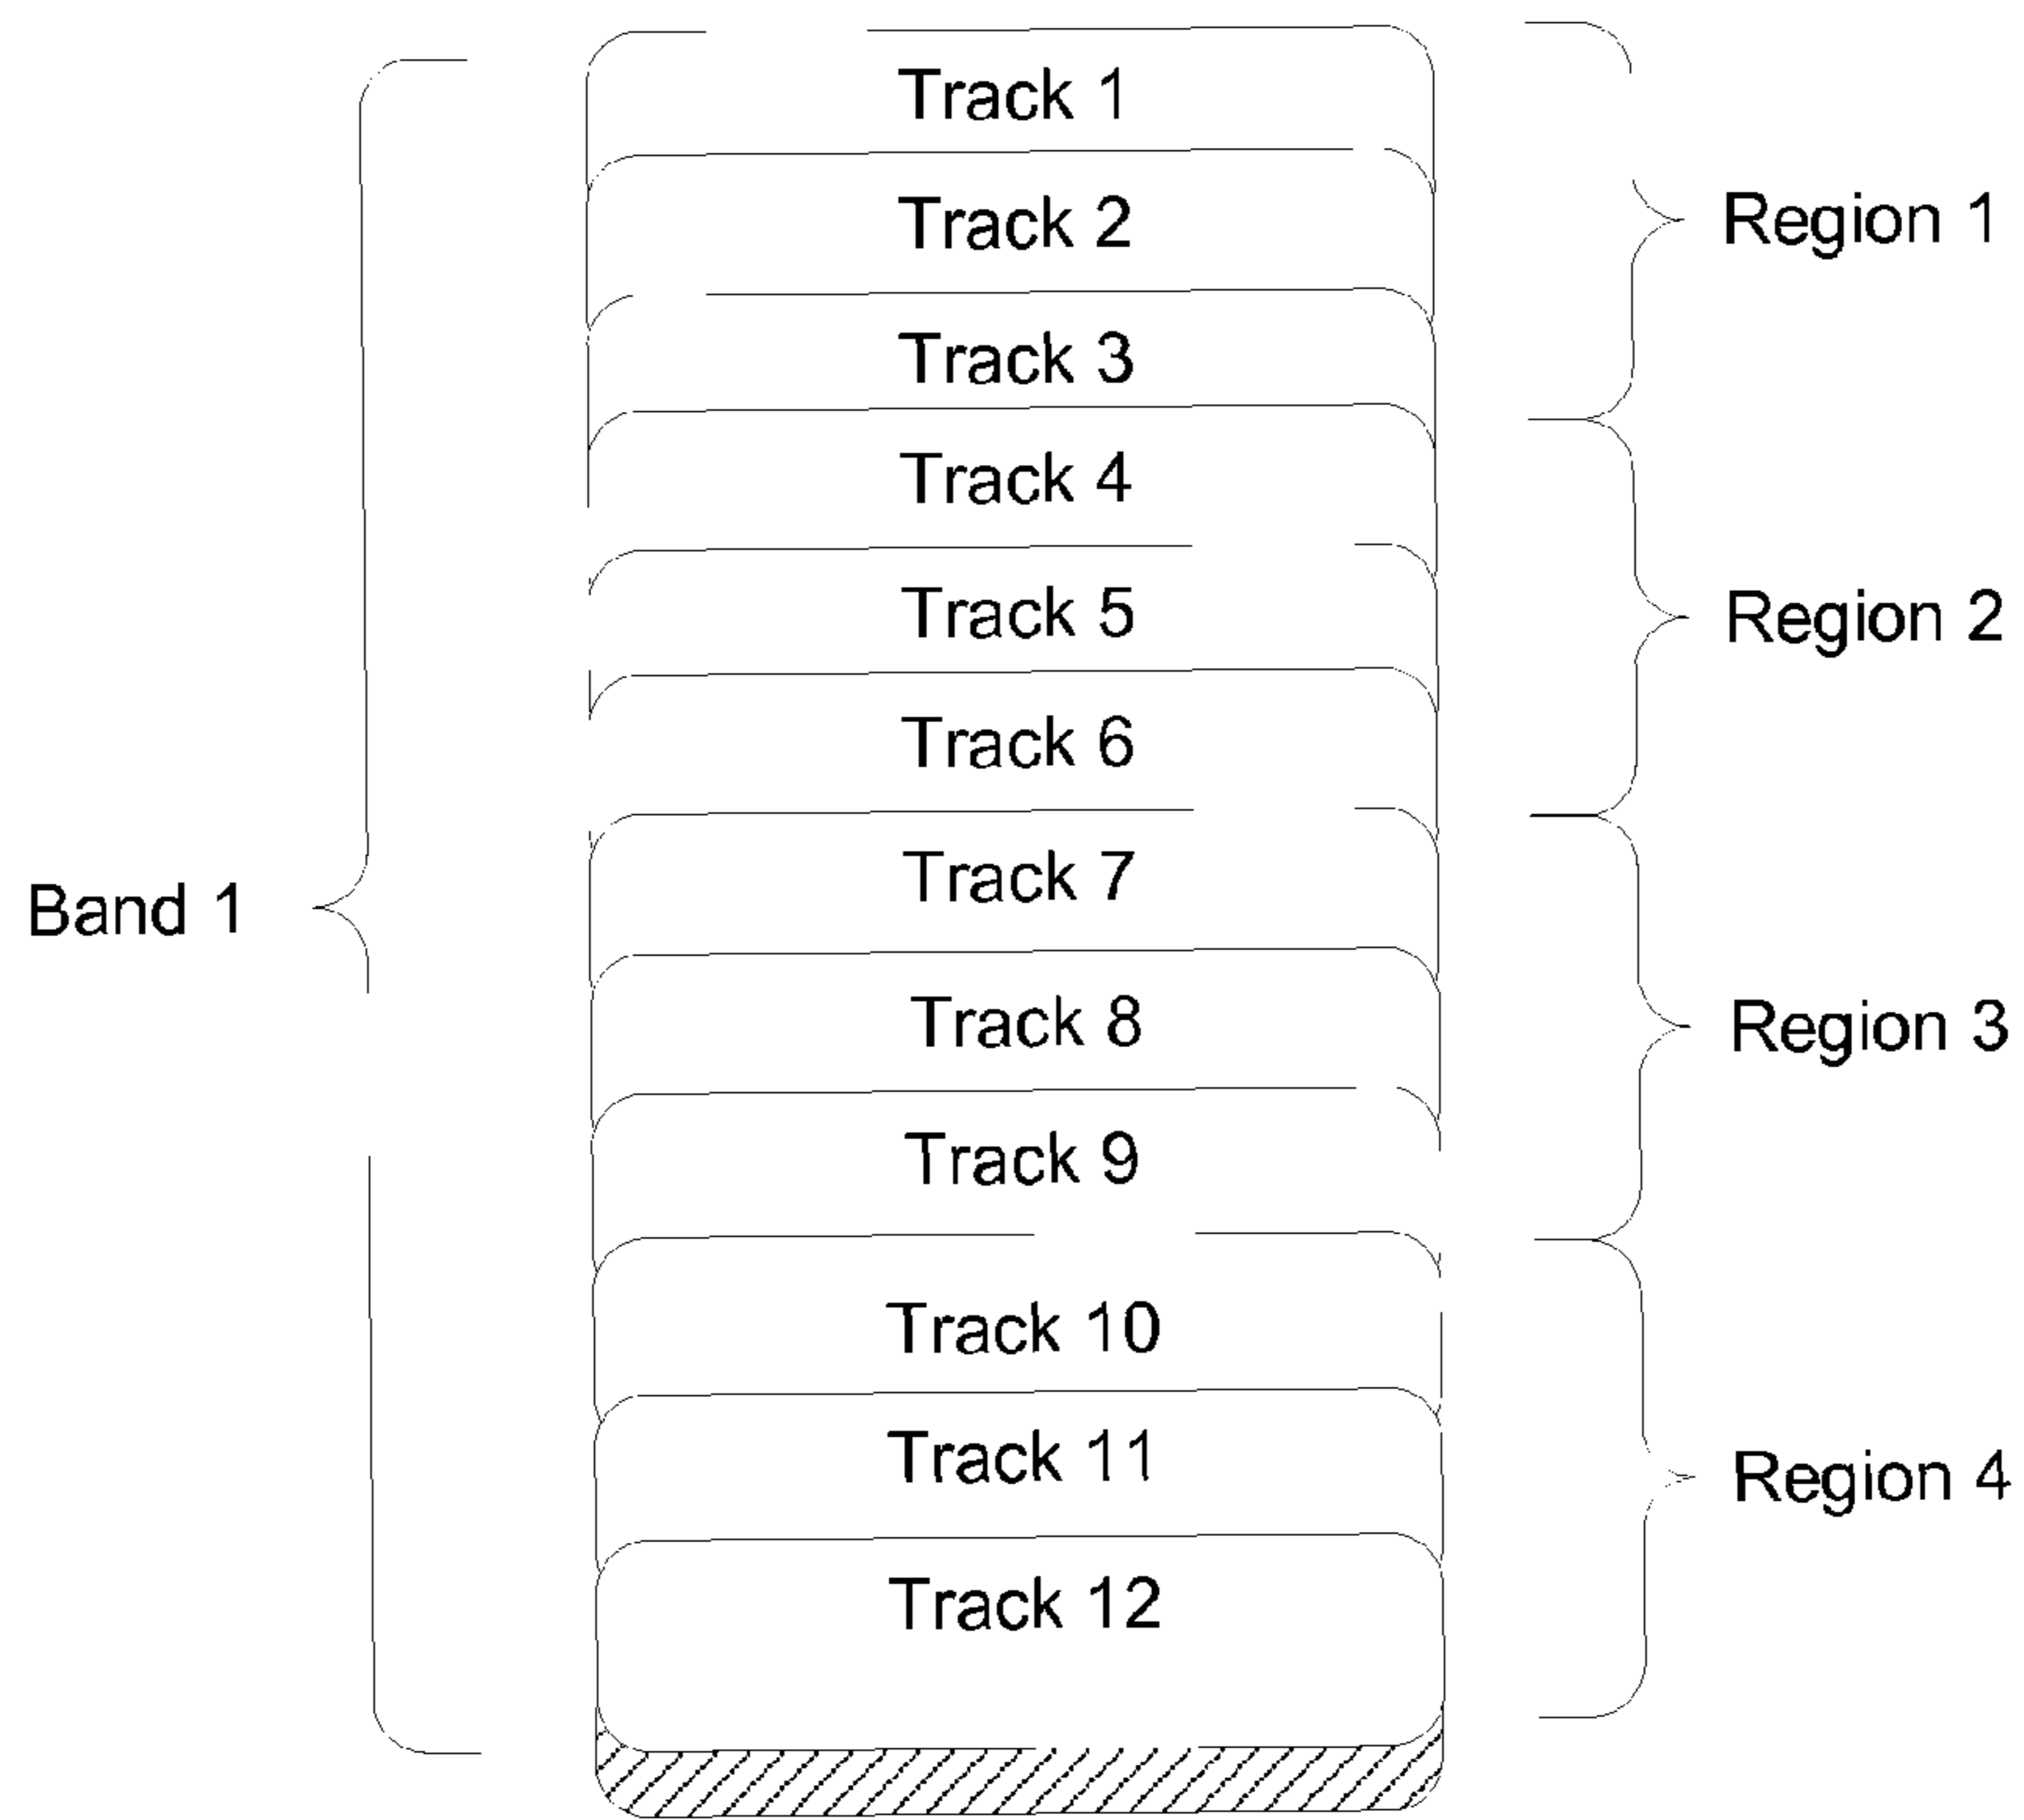 Track 1
Track 2
Region 1
Track 3
Track 4
Track 5
Region 2
Track 6
Track 7
Band 1
Track 8
Region 3
Track 9
Track 10
Track 11
Region 4
Track 12